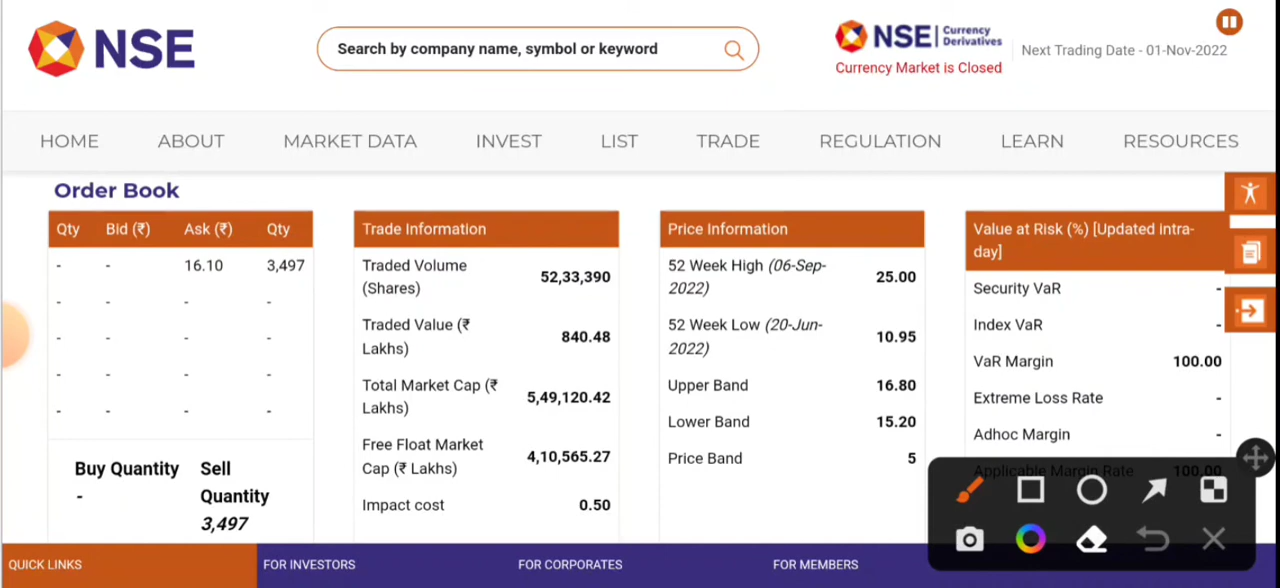 NSE
Search by company name, symbol or keyword
NSE Currency Derivatives
Currency Market is Closed
Next Trading Date - 01-Nov-2022
HOME ABOUT MARKET DATA INVEST LIST TRADE REGULATION LEARN RESOURCES
Order Book
Qty Bid (₹) Ask (₹) Qty
- - 16.10 3,497
- - - -
- - - -
- - - -
- - - -
Buy Quantity Sell
Quantity
-
3,497
Trade Information
Traded Volume
(Shares) 52,33,390
Traded Value (₹
Lakhs) 840.48
Total Market Cap (₹
Lakhs) 5,49,120.42
Free Float Market
Cap (₹ Lakhs) 4,10,565.27
Impact cost 0.50
Price Information
52 Week High (06-Sep-
2022) 25.00
52 Week Low (20-Jun-
2022) 10.95
Upper Band 16.80
Lower Band 15.20
Price Band 5
Value at Risk (%) [Updated intra-
day]
Security VaR -
Index VaR -
VaR Margin 100.00
Extreme Loss Rate -
Adhoc Margin -
Applicable Margin Rate 100.00
QUICK LINKS FOR INVESTORS FOR CORPORATES FOR MEMBERS